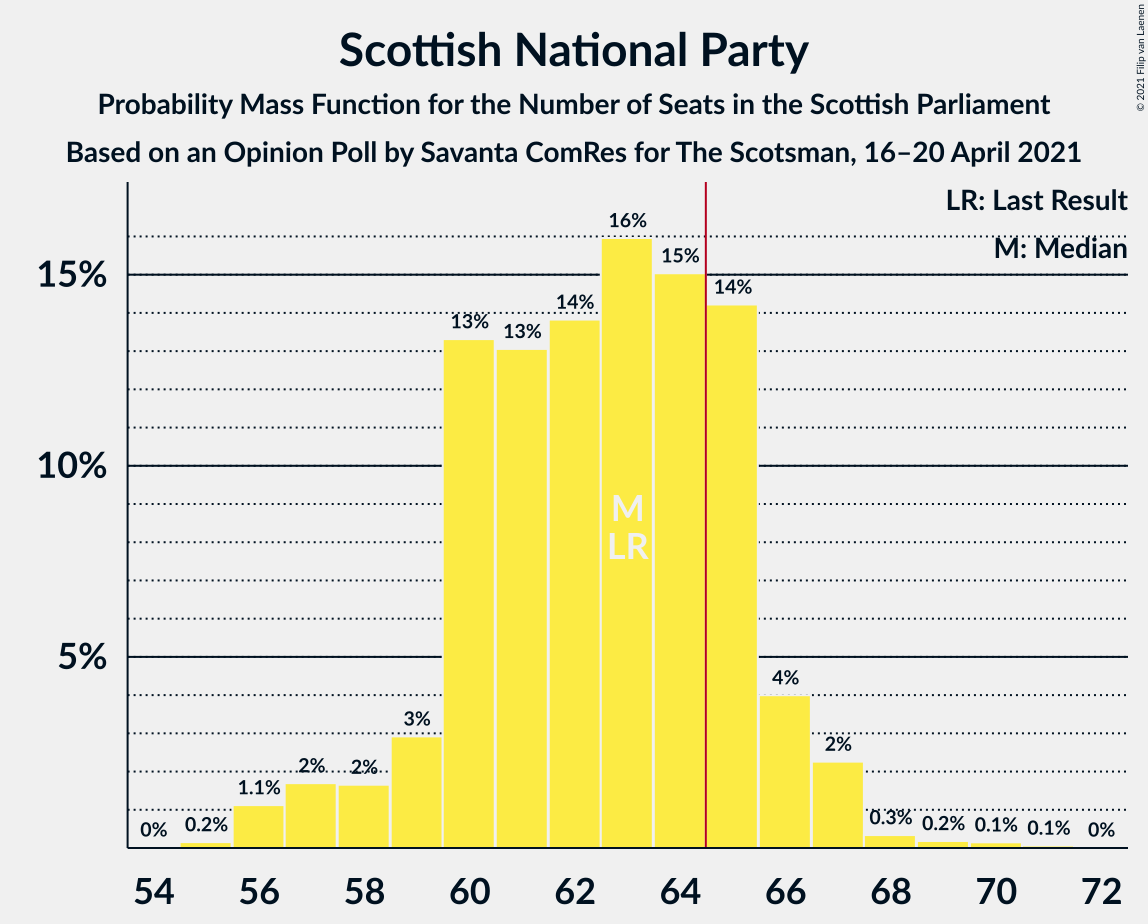 Scottish National Party
Probability Mass Function for the Number of Seats in the Scottish Parliament
Based on an Opinion Poll by Savanta ComRes for The Scotsman, 16–20 April 2021
© 2021 Filip van Laenen
LR: Last Result
M: Median
15%
10%
5%
0%
0.2%
1.1%
2%
2%
3%
13%
13%
14%
16%
15%
14%
4%
2%
0.3%
0.2%
0.1%
0.1%
0%
M
LR
54 56 58 60 62 64 66 68 70 72